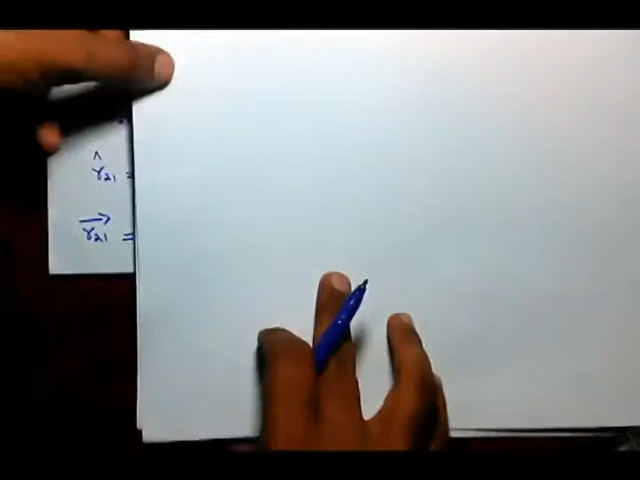 r̂21 =
r⃗21 =